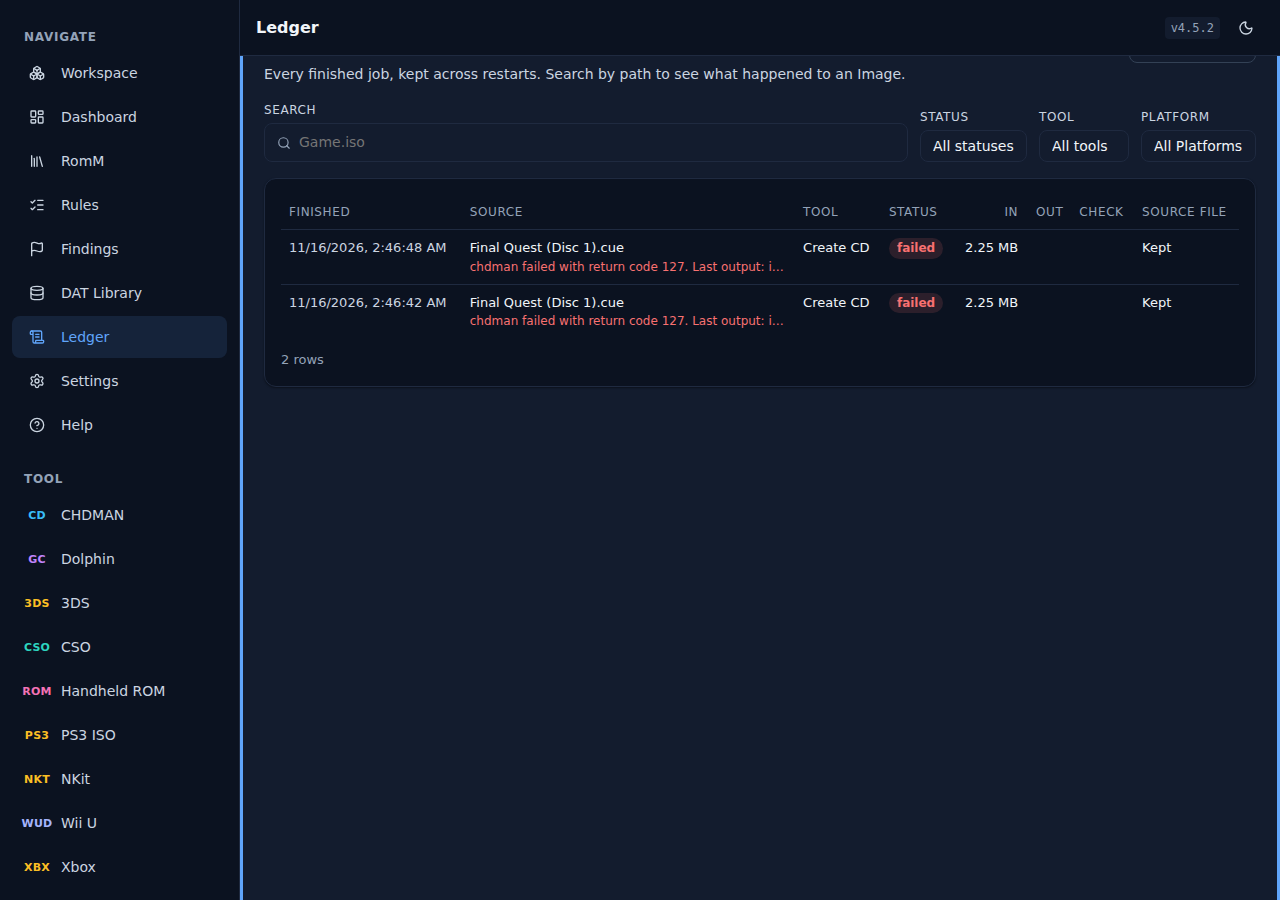 NAVIGATE
Workspace
Dashboard
RomM
Rules
Findings
DAT Library
Ledger
Settings
Help
TOOL
CD CHDMAN
GC Dolphin
3DS 3DS
CSO CSO
ROM Handheld ROM
PS3 PS3 ISO
NKT NKit
WUD Wii U
XBX Xbox
Ledger
v4.5.2
Every finished job, kept across restarts. Search by path to see what happened to an Image.
SEARCH
Game.iso
STATUS
All statuses
TOOL
All tools
PLATFORM
All Platforms
FINISHED SOURCE TOOL STATUS IN OUT CHECK SOURCE FILE
11/16/2026, 2:46:48 AM Final Quest (Disc 1).cue Create CD failed 2.25 MB Kept
chdman failed with return code 127. Last output: i…
11/16/2026, 2:46:42 AM Final Quest (Disc 1).cue Create CD failed 2.25 MB Kept
chdman failed with return code 127. Last output: i…
2 rows